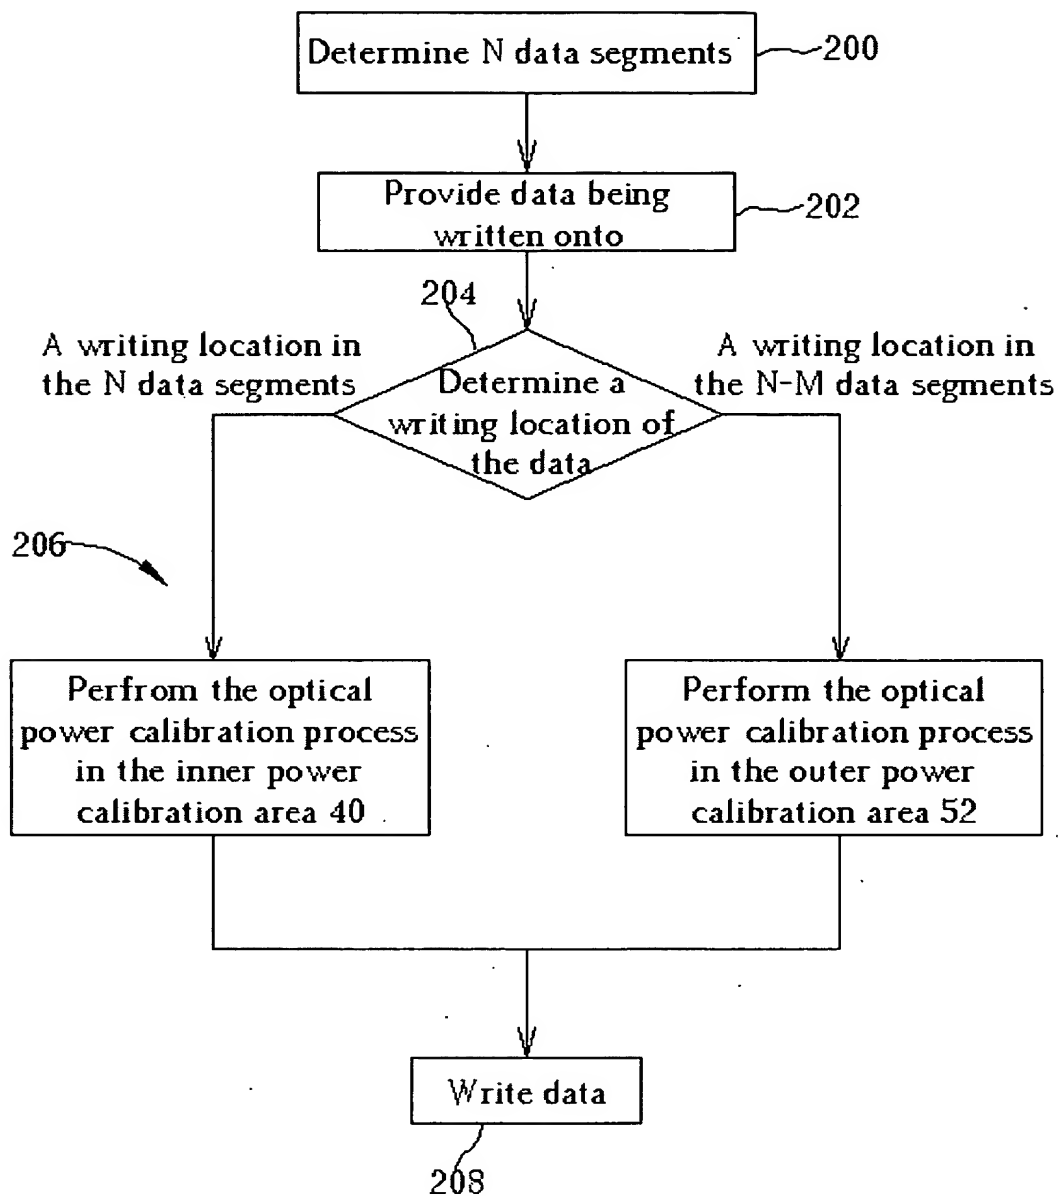 Determine N data segments
200
Provide data being
written onto
202
204
A writing location in
the N data segments
Determine a
writing location of
the data
A writing location in
the N-M data segments
206
Perfrom the optical
power calibration process
in the inner power
calibration area 40
Perform the optical
power calibration process
in the outer power
calibration area 52
Write data
208